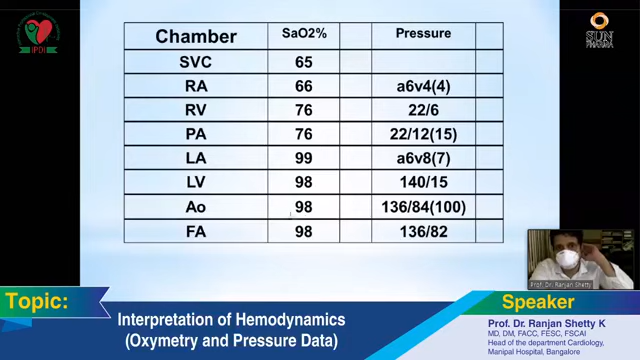 IPDI
SUN
PHARMA
Chamber SaO2% Pressure
SVC 65
RA 66 a6v4(4)
RV 76 22/6
PA 76 22/12(15)
LA 99 a6v8(7)
LV 98 140/15
Ao 98 136/84(100)
FA 98 136/82
Prof. Dr. Ranjan Shetty
Topic:
Interpretation of Hemodynamics
(Oxymetry and Pressure Data)
Speaker
Prof. Dr. Ranjan Shetty K
MD, DM, FACC, FESC, FSCAI
Head of the department Cardiology,
Manipal Hospital, Bangalore